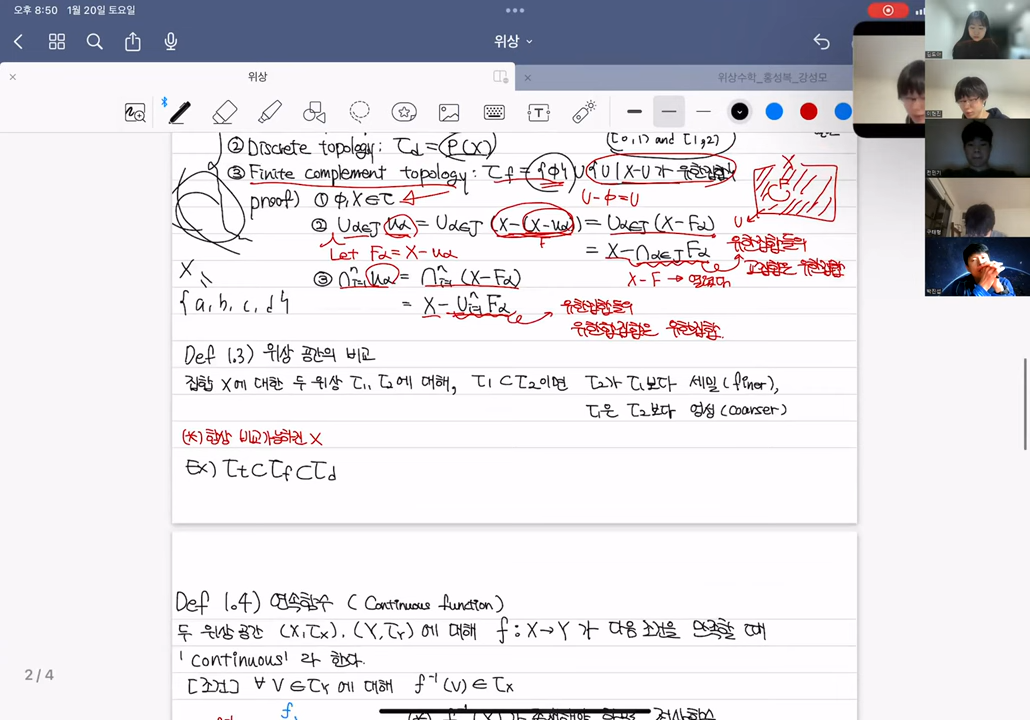 오후 8:50 1월 20일 토요일
위상
위상
위상수학_홍성복_강성모
② Discrete topology: τd = P(X)
[0,1) and [1,2)
③ Finite complement topology: τf = {φ} ∪ {U | X-U가 유한집합}
X
U
proof) ① φ, X ∈ τ
U - φ = U
② ∪α∈J uα = ∪α∈J (X-(X-uα)) = ∪α∈J (X-Fα)
F
Let Fα = X-uα
= X - ∩α∈J Fα
유한집합들의
교집합은 유한집합
X-F → 열린다
③ ∩ⁿi=1 uα = ∩ⁿi=1 (X-Fα)
= X - ∪ⁿi=1 Fα
유한집합들의
유한합집합은 유한집합.
X
{a, b, c, d}
Def 1.3) 위상 공간의 비교
집합 X에 대한 두 위상 τ1, τ2에 대해, τ1 ⊂ τ2이면 τ2가 τ1보다 세밀(finer),
τ1은 τ2보다 엉성(coarser)
(*) 항상 비교가능하진 X
Ex) τt ⊂ τf ⊂ τd
Def 1.4) 연속함수 (Continuous function)
두 위상공간 (X, τx), (Y, τY)에 대해 f : X → Y 가 다음 조건을 만족할 때
'continuous' 라 한다.
[조건] ∀V ∈ τY 에 대해 f⁻¹(V) ∈ τx
2 / 4